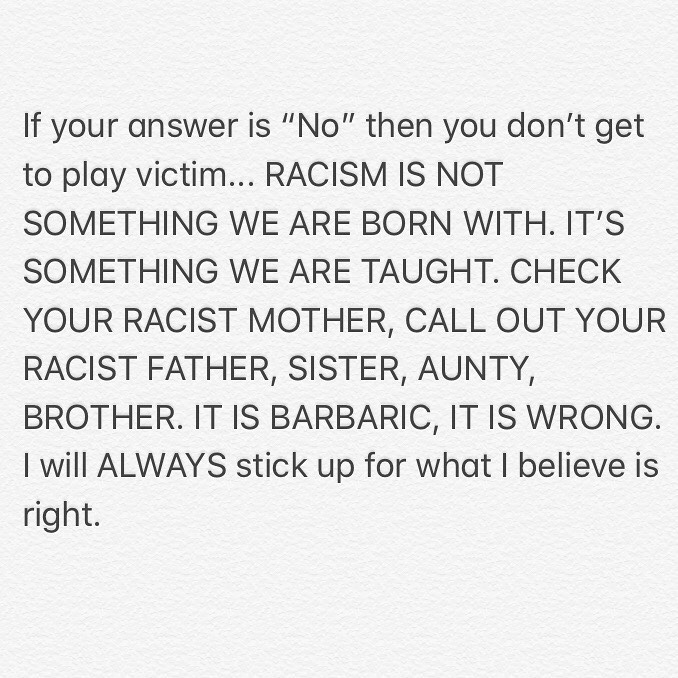 If your answer is “No” then you don’t get
to play victim... RACISM IS NOT
SOMETHING WE ARE BORN WITH. IT’S
SOMETHING WE ARE TAUGHT. CHECK
YOUR RACIST MOTHER, CALL OUT YOUR
RACIST FATHER, SISTER, AUNTY,
BROTHER. IT IS BARBARIC, IT IS WRONG.
I will ALWAYS stick up for what I believe is
right.